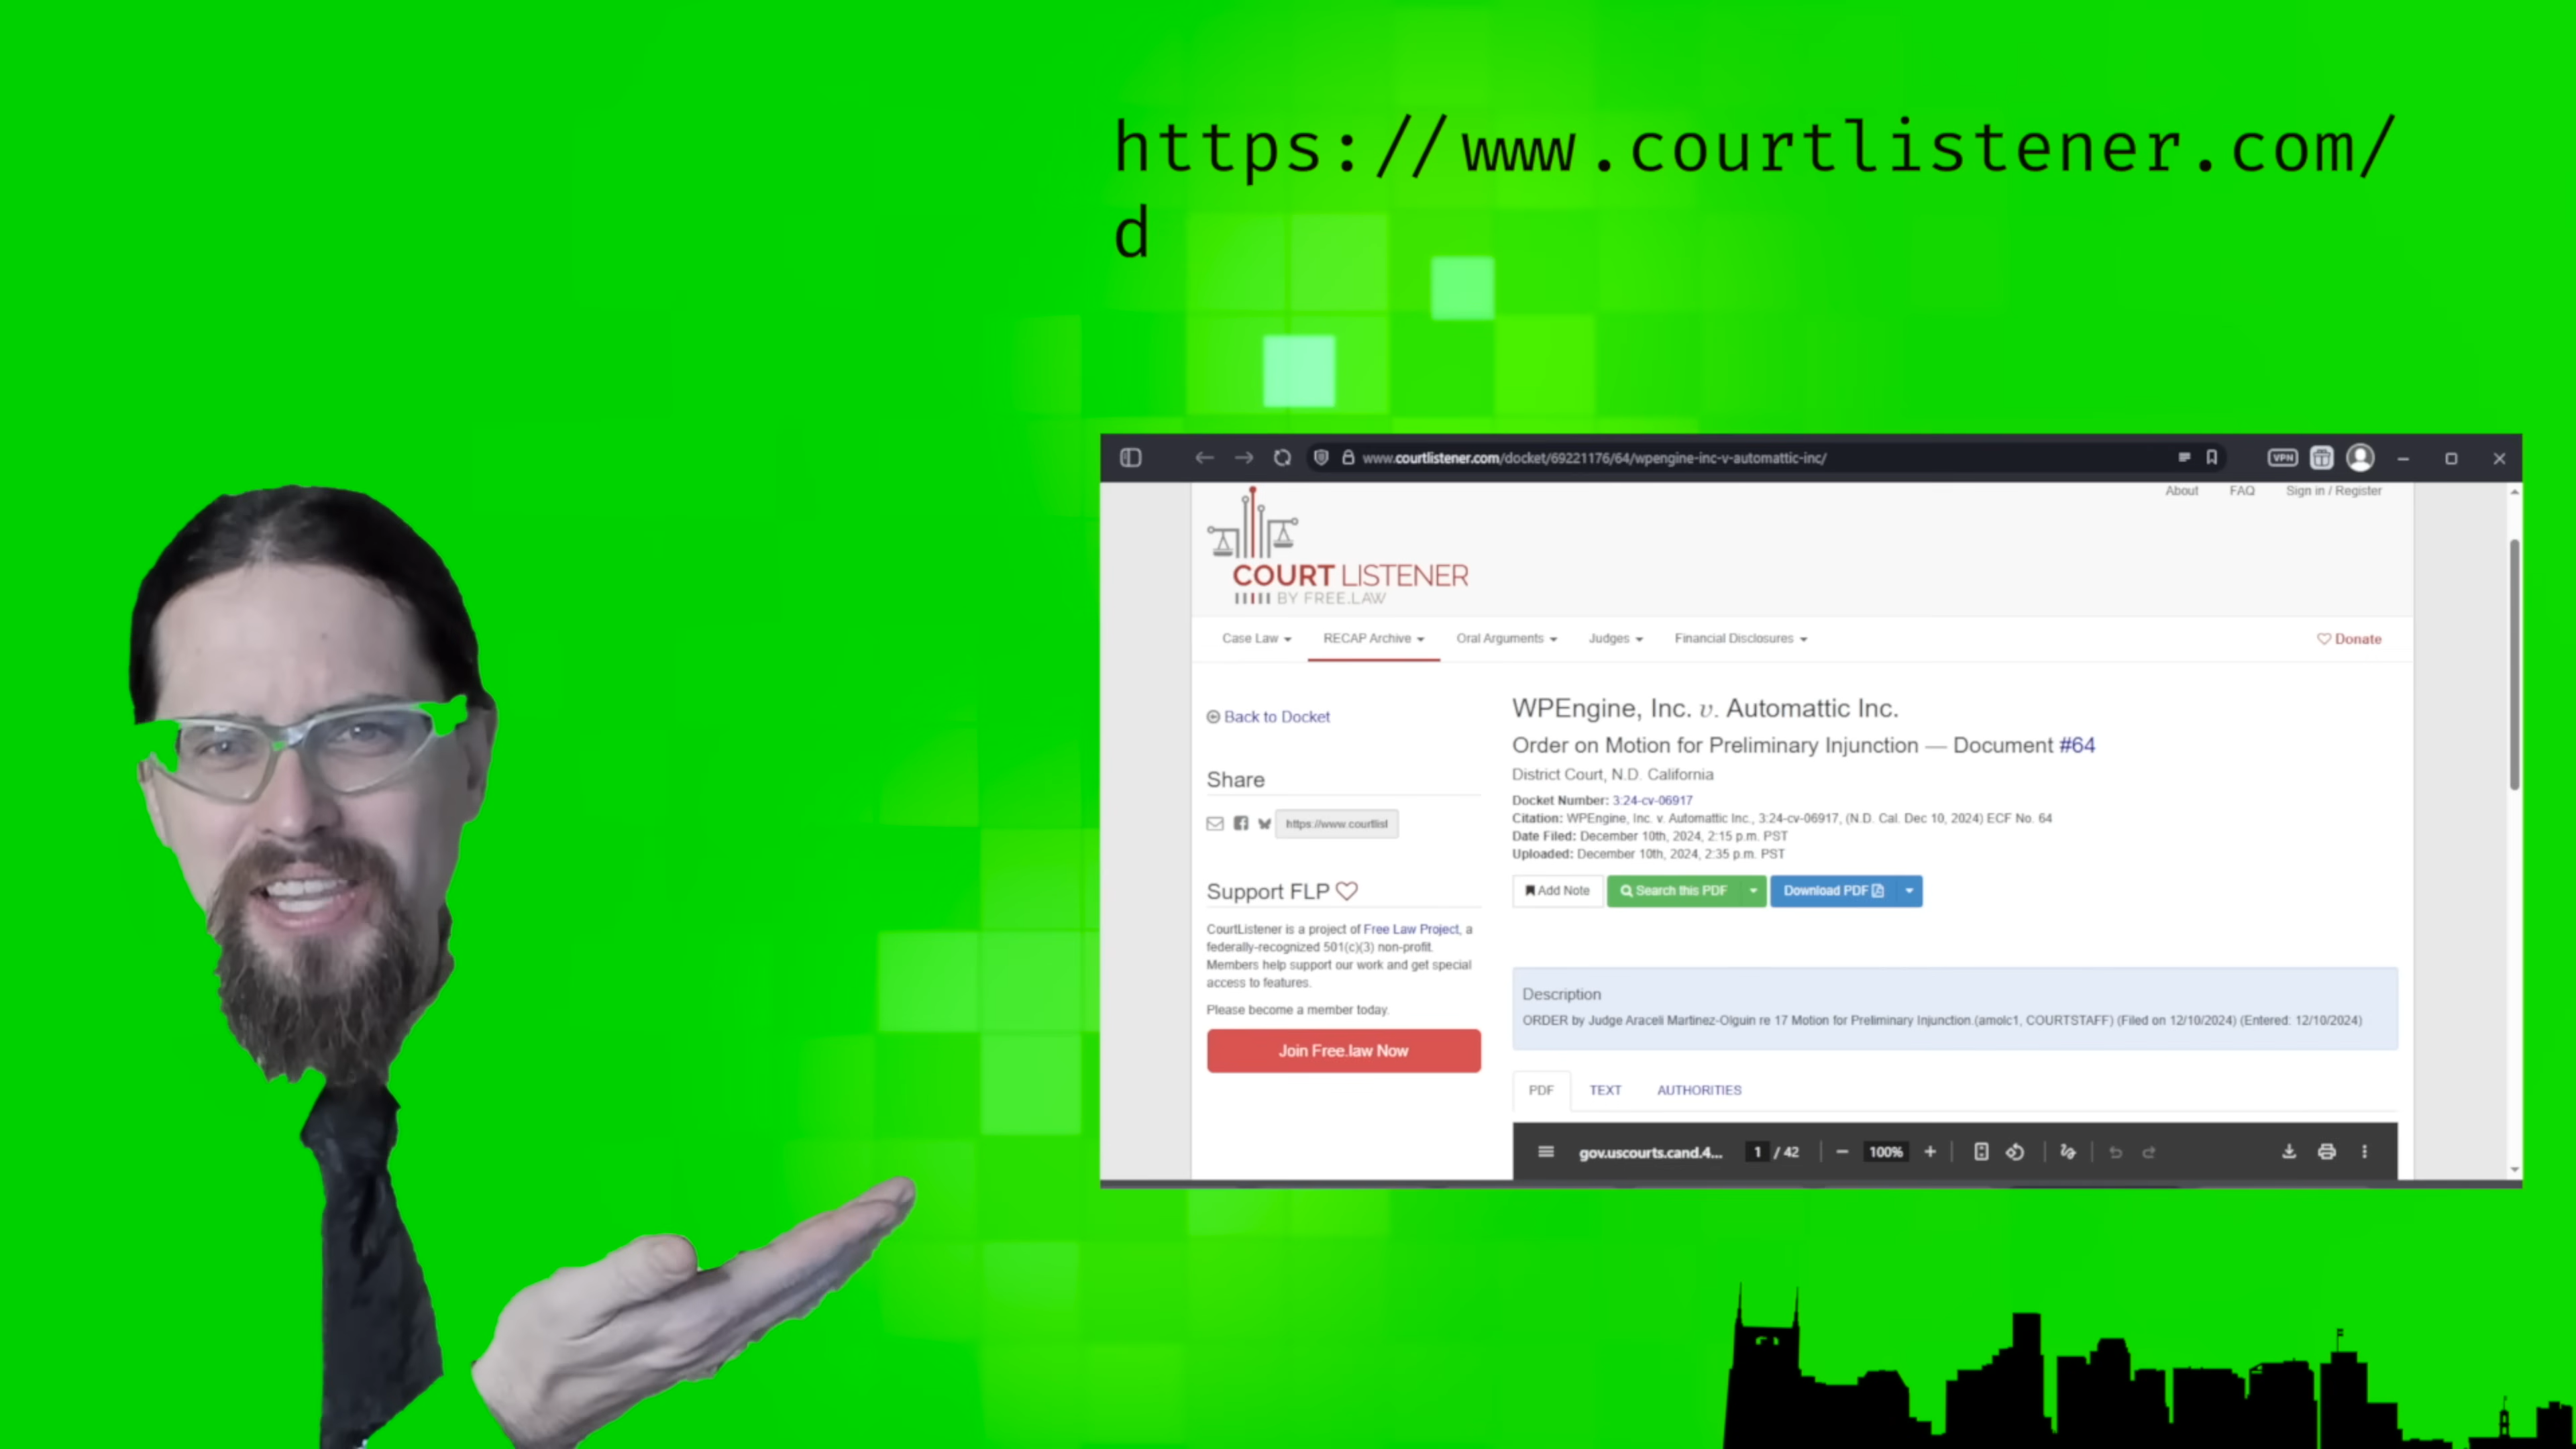 https://www.courtlistener.com/
d
www.courtlistener.com/docket/69221176/64/wpengine-inc-v-automattic-inc/
VPN
About FAQ Sign in / Register
COURT LISTENER
BY FREE.LAW
Case Law RECAP Archive Oral Arguments Judges Financial Disclosures Donate
Back to Docket
Share
https://www.courtlist
Support FLP
CourtListener is a project of Free Law Project, a
federally-recognized 501(c)(3) non-profit.
Members help support our work and get special
access to features.
Please become a member today.
Join Free.law Now
WPEngine, Inc. v. Automattic Inc.
Order on Motion for Preliminary Injunction — Document #64
District Court, N.D. California
Docket Number: 3:24-cv-06917
Citation: WPEngine, Inc. v. Automattic Inc., 3:24-cv-06917, (N.D. Cal. Dec 10, 2024) ECF No. 64
Date Filed: December 10th, 2024, 2:15 p.m. PST
Uploaded: December 10th, 2024, 2:35 p.m. PST
Add Note Search this PDF Download PDF
Description
ORDER by Judge Araceli Martinez-Olguin re 17 Motion for Preliminary Injunction.(amolc1, COURTSTAFF) (Filed on 12/10/2024) (Entered: 12/10/2024)
PDF TEXT AUTHORITIES
gov.uscourts.cand.4... 1 / 42 100%